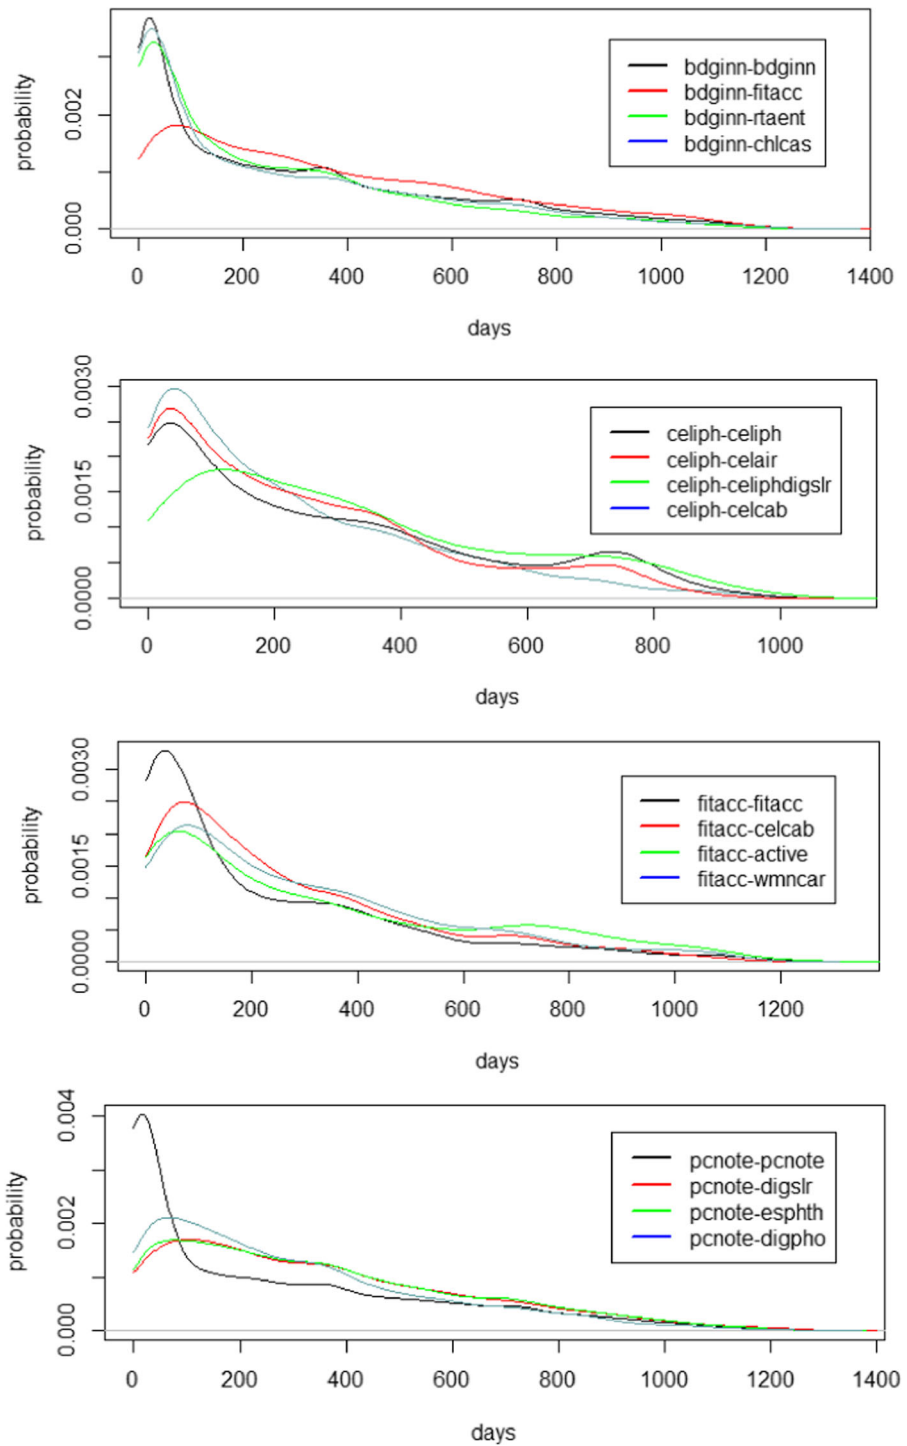 probability
0.000
0.002
bdginn-bdginn
bdginn-fitacc
bdginn-rtaent
bdginn-chlcas
0 200 400 600 800 1000 1200 1400
days
probability
0.0000
0.0015
0.0030
celiph-celiph
celiph-celair
celiph-celiphdigslr
celiph-celcab
0 200 400 600 800 1000
days
probability
0.0000
0.0015
0.0030
fitacc-fitacc
fitacc-celcab
fitacc-active
fitacc-wmncar
0 200 400 600 800 1000 1200
days
probability
0.000
0.002
0.004
pcnote-pcnote
pcnote-digslr
pcnote-esphth
pcnote-digpho
0 200 400 600 800 1000 1200 1400
days